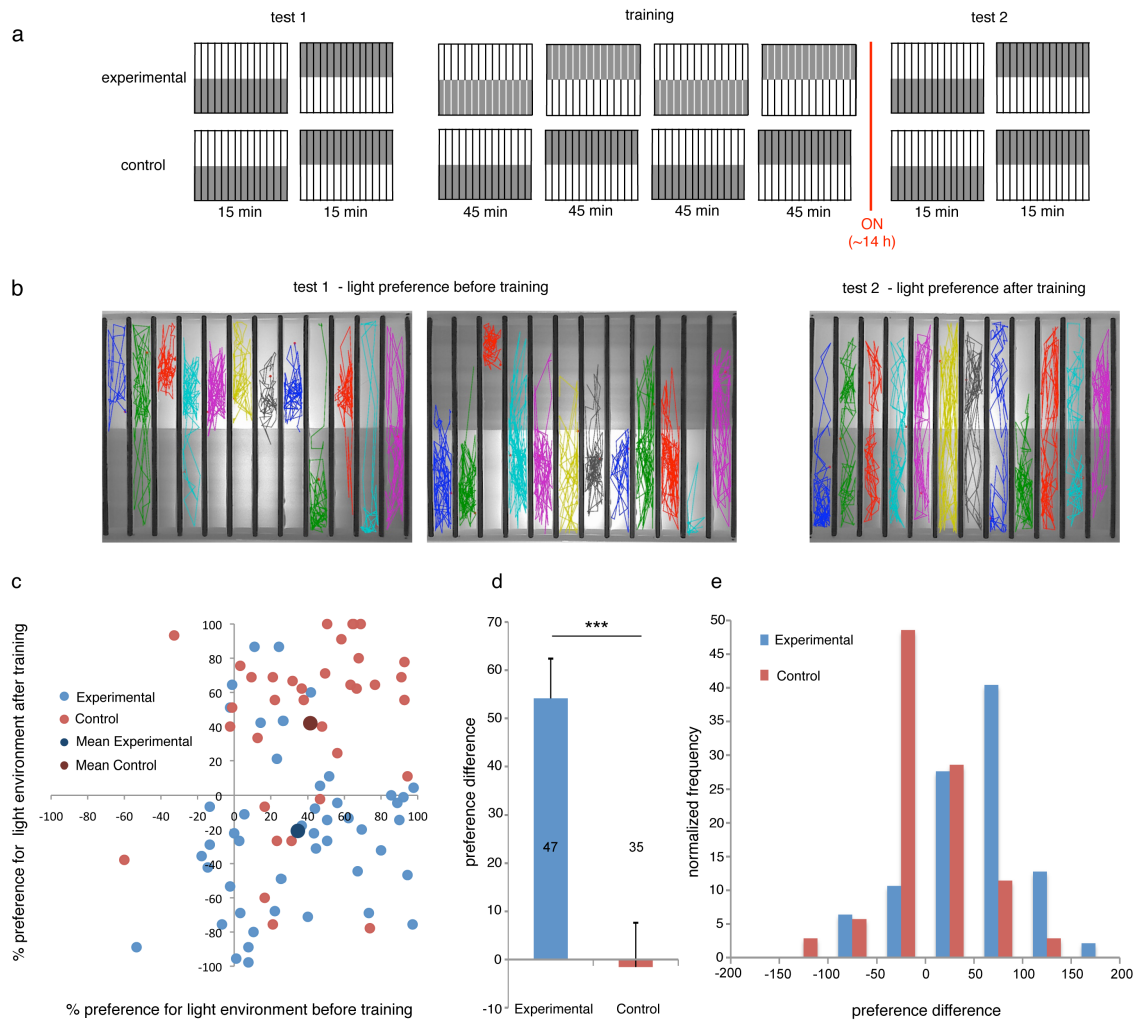 a
test 1
training
test 2
experimental
control
15 min
15 min
45 min
45 min
45 min
45 min
15 min
15 min
ON
(~14 h)
b
test 1 - light preference before training
test 2 - light preference after training
c
% preference for light environment after training
100
80
60
40
20
0
-20
-40
-60
-80
-100
-100
-80
-60
-40
-20
0
20
40
60
80
100
Experimental
Control
Mean Experimental
Mean Control
% preference for light environment before training
d
preference difference
70
60
50
40
30
20
10
0
-10
***
47
35
Experimental
Control
e
normalized frequency
50
45
40
35
30
25
20
15
10
5
0
Experimental
Control
-200
-150
-100
-50
0
50
100
150
200
preference difference